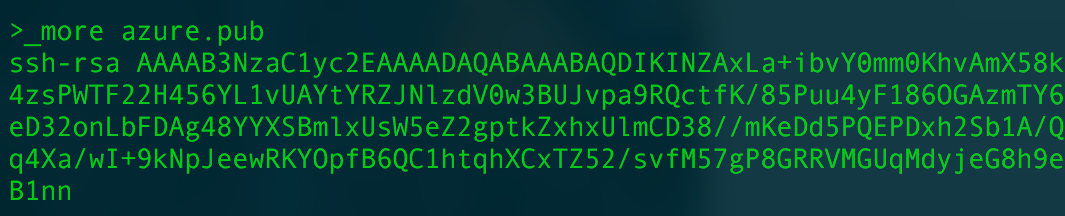 >_more azure.pub
ssh-rsa AAAAB3NzaC1yc2EAAAADAQABAAABAQDIKINZAxLa+ibvY0mm0KhvAmX58k
4zsPWTF22H456YL1vUAYtYRZJNlzdV0w3BUJvpa9RQctfK/85Puu4yF186OGAzmTY6
eD32onLbFDAg48YYXSBmlxUsW5eZ2gptkZxhxUlmCD38//mKeDd5PQEPDxh2Sb1A/Q
q4Xa/wI+9kNpJeewRKYOpfB6QC1htqhXCxTZ52/svfM57gP8GRRVMGUqMdyjeG8h9e
B1nn